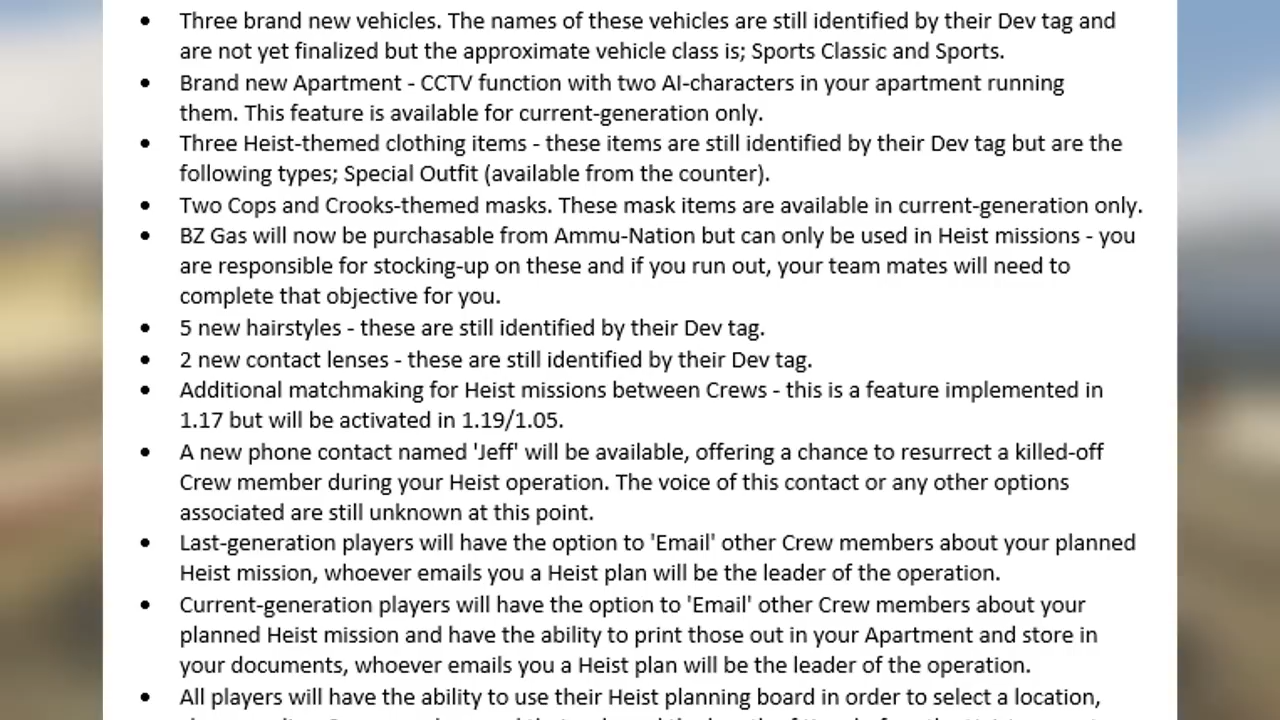 • Three brand new vehicles. The names of these vehicles are still identified by their Dev tag and
are not yet finalized but the approximate vehicle class is; Sports Classic and Sports.
• Brand new Apartment - CCTV function with two AI-characters in your apartment running
them. This feature is available for current-generation only.
• Three Heist-themed clothing items - these items are still identified by their Dev tag but are the
following types; Special Outfit (available from the counter).
• Two Cops and Crooks-themed masks. These mask items are available in current-generation only.
• BZ Gas will now be purchasable from Ammu-Nation but can only be used in Heist missions - you
are responsible for stocking-up on these and if you run out, your team mates will need to
complete that objective for you.
• 5 new hairstyles - these are still identified by their Dev tag.
• 2 new contact lenses - these are still identified by their Dev tag.
• Additional matchmaking for Heist missions between Crews - this is a feature implemented in
1.17 but will be activated in 1.19/1.05.
• A new phone contact named 'Jeff' will be available, offering a chance to resurrect a killed-off
Crew member during your Heist operation. The voice of this contact or any other options
associated are still unknown at this point.
• Last-generation players will have the option to 'Email' other Crew members about your planned
Heist mission, whoever emails you a Heist plan will be the leader of the operation.
• Current-generation players will have the option to 'Email' other Crew members about your
planned Heist mission and have the ability to print those out in your Apartment and store in
your documents, whoever emails you a Heist plan will be the leader of the operation.
• All players will have the ability to use their Heist planning board in order to select a location,